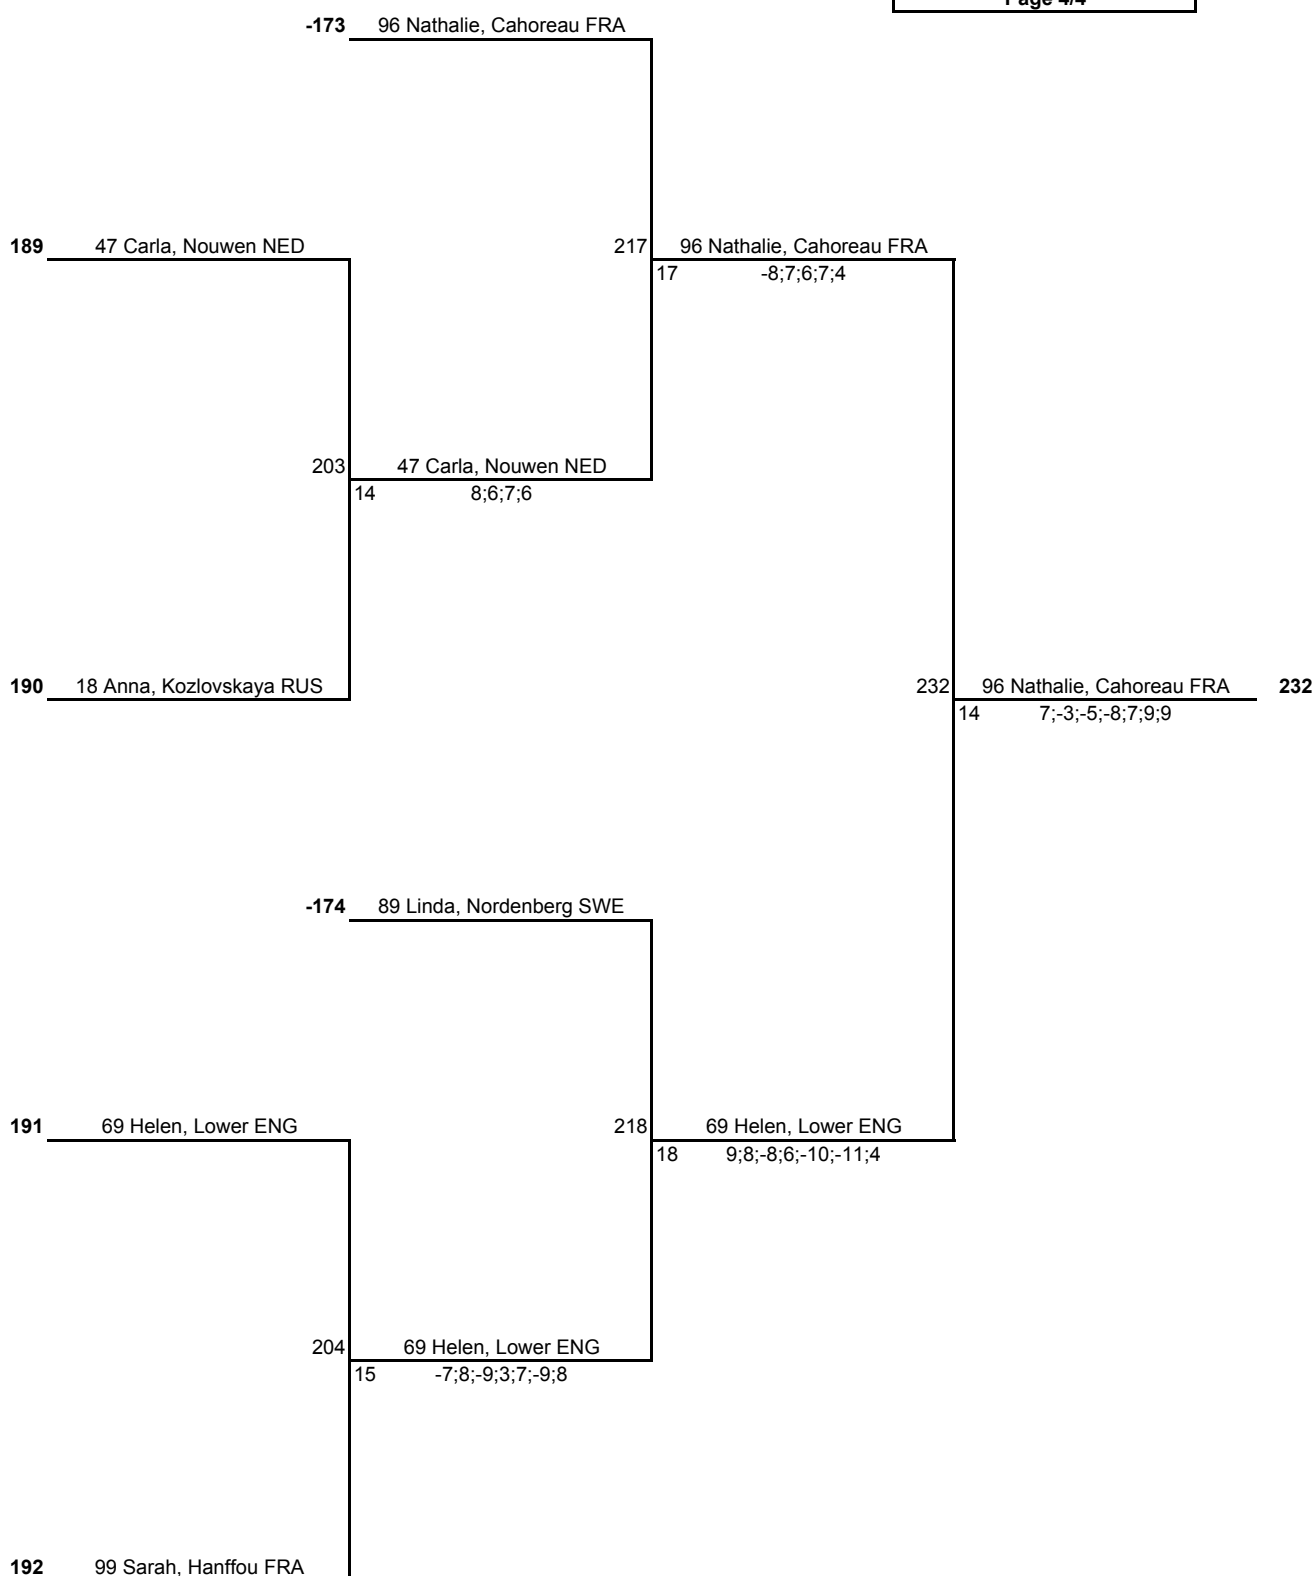 Page 4/4
-173 96 Nathalie, Cahoreau FRA
189 47 Carla, Nouwen NED 217 96 Nathalie, Cahoreau FRA
17 -8;7;6;7;4
203 47 Carla, Nouwen NED
14 8;6;7;6
190 18 Anna, Kozlovskaya RUS 232 96 Nathalie, Cahoreau FRA 232
14 7;-3;-5;-8;7;9;9
-174 89 Linda, Nordenberg SWE
191 69 Helen, Lower ENG 218 69 Helen, Lower ENG
18 9;8;-8;6;-10;-11;4
204 69 Helen, Lower ENG
15 -7;8;-9;3;7;-9;8
192 99 Sarah, Hanffou FRA